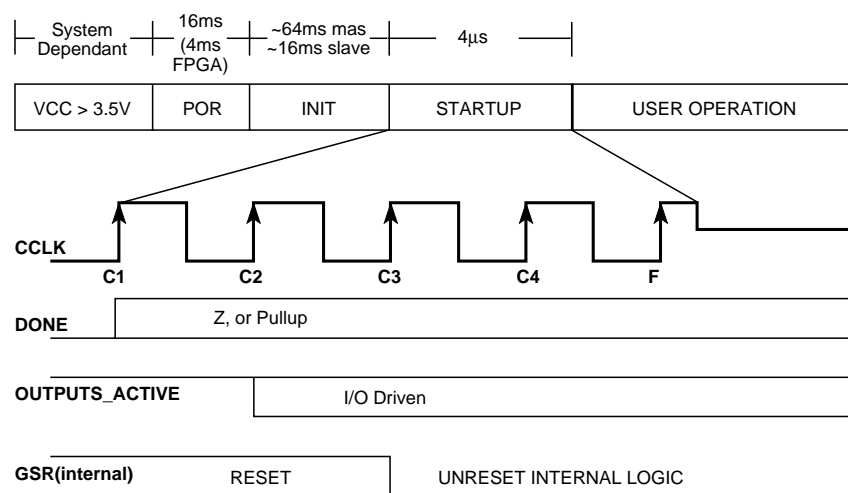 System
Dependant
16ms
(4ms
FPGA)
~64ms mas
~16ms slave
4µs
VCC > 3.5V
POR
INIT
STARTUP
USER OPERATION
CCLK
C1
C2
C3
C4
F
DONE
Z, or Pullup
OUTPUTS_ACTIVE
I/O Driven
GSR(internal)
RESET
UNRESET INTERNAL LOGIC